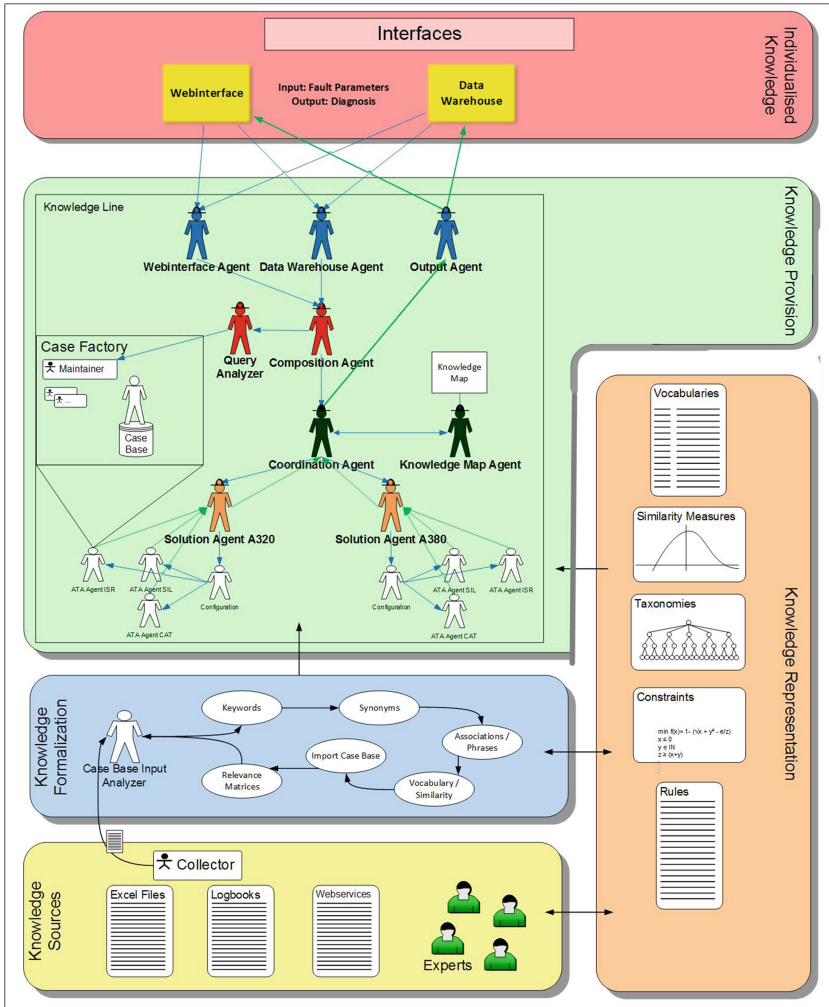 Interfaces
Individualised
Knowledge
Webinterface
Input: Fault Parameters
Output: Diagnosis
Data
Warehouse
Knowledge Line
Knowledge Provision
Webinterface Agent
Data Warehouse Agent
Output Agent
Case Factory
Maintainer
...
Case
Base
Query
Analyzer
Composition Agent
Knowledge
Map
Coordination Agent
Knowledge Map Agent
Solution Agent A320
Solution Agent A380
ATA Agent ISR
ATA Agent SIL
Configuration
ATA Agent CAT
Configuration
ATA Agent SIL
ATA Agent ISR
ATA Agent CAT
Vocabularies
Similarity Measures
Taxonomies
Constraints
min f(x)= 1- (√x + y² - e/z)
x ≤ 0
y ∈ IN
z ≥ (x+y)
Rules
Knowledge Representation
Knowledge
Formalization
Case Base Input
Analyzer
Keywords
Synonyms
Associations /
Phrases
Vocabulary /
Similarity
Import Case Base
Relevance
Matrices
Knowledge
Sources
Collector
Excel Files
Logbooks
Webservices
Experts